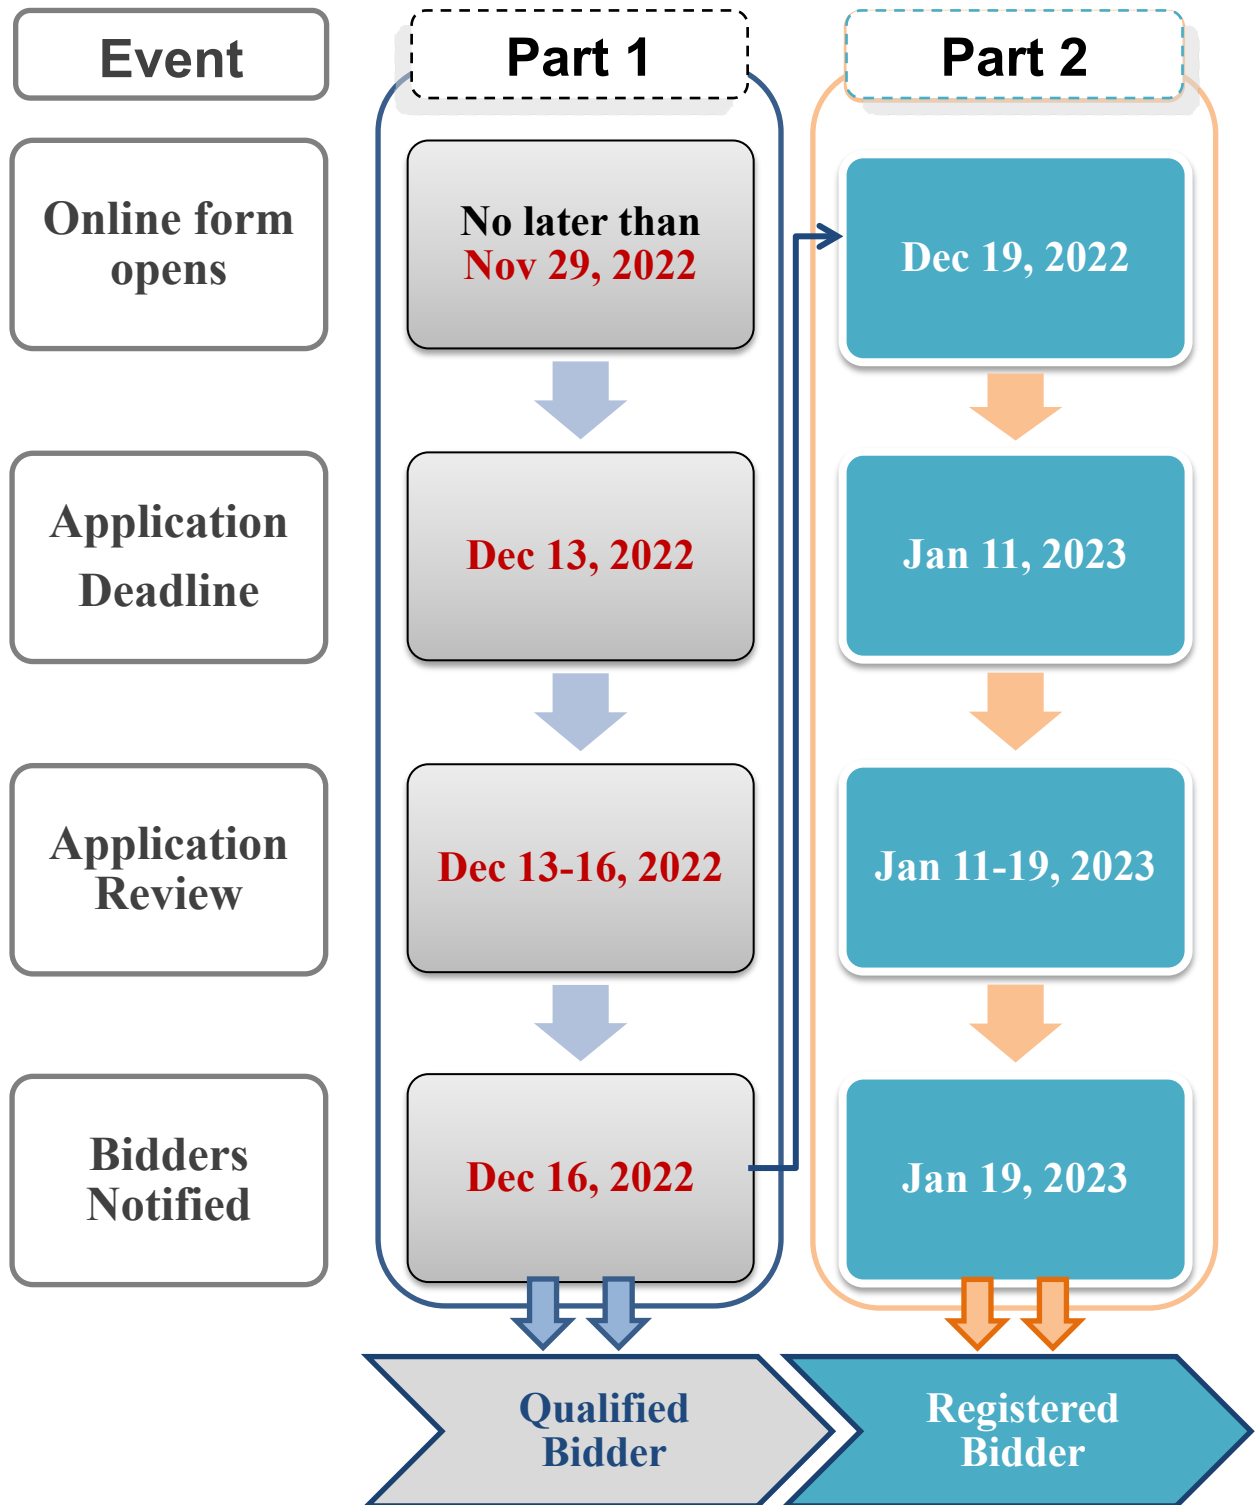 Event
Part 1
Part 2
Online form
opens
No later than
Nov 29, 2022
Dec 19, 2022
Application
Deadline
Dec 13, 2022
Jan 11, 2023
Application
Review
Dec 13-16, 2022
Jan 11-19, 2023
Bidders
Notified
Dec 16, 2022
Jan 19, 2023
Qualified
Bidder
Registered
Bidder